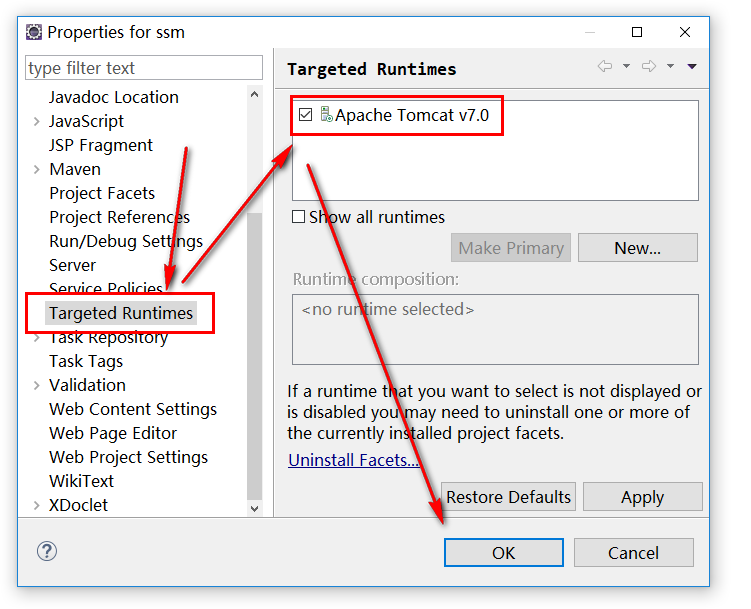 Properties for ssm
type filter text
Javadoc Location
JavaScript
JSP Fragment
Maven
Project Facets
Project References
Run/Debug Settings
Server
Service Policies
Targeted Runtimes
Task Repository
Task Tags
Validation
Web Content Settings
Web Page Editor
Web Project Settings
WikiText
XDoclet
Targeted Runtimes
Apache Tomcat v7.0
Show all runtimes
Make Primary
New...
Runtime composition:
<no runtime selected>
If a runtime that you want to select is not displayed or
is disabled you may need to uninstall one or more of
the currently installed project facets.
Uninstall Facets...
Restore Defaults
Apply
?
OK
Cancel